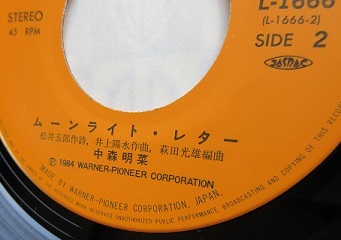 STEREO
45 RPM
L-1666
(L-1666-2)
SIDE 2
JASRAC
ムーンライト・レター
松井五郎作詩、井上陽水作曲、萩田光雄編曲
中森明菜
Ⓟ 1984 WARNER-PIONEER CORPORATION
MADE BY WARNER-PIONEER CORPORATION, JAPAN.
WORK RESERVED. UNAUTHORIZED PUBLIC PERFORMANCE, BROADCASTING AND COPYING OF THIS RECORD